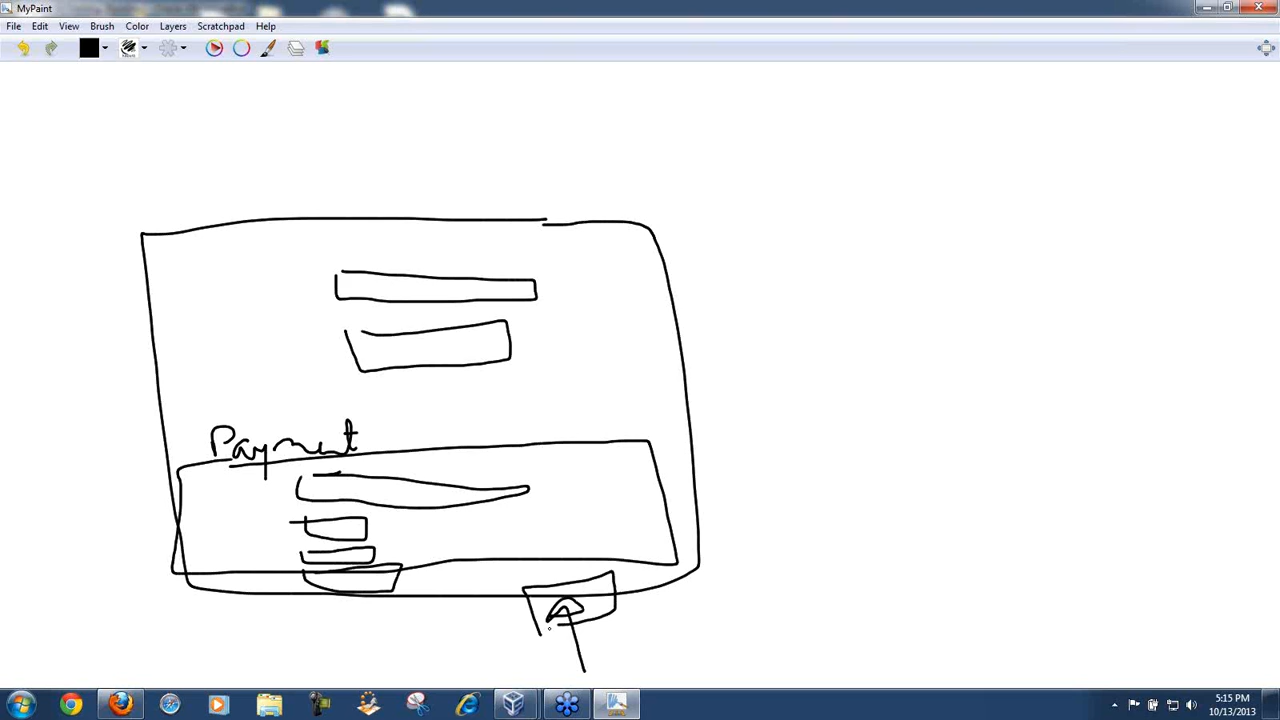 MyPaint
File Edit View Brush Color Layers Scratchpad Help
Payment
5:15 PM
10/13/2013